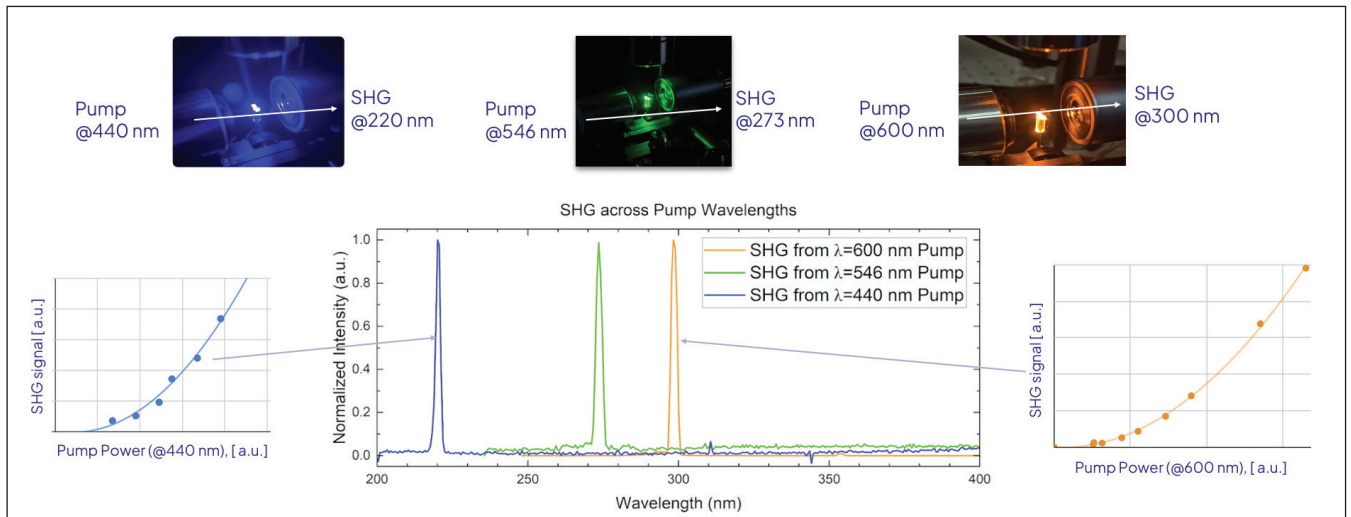 Pump
@440 nm
SHG
@220 nm
Pump
@546 nm
SHG
@273 nm
Pump
@600 nm
SHG
@300 nm
SHG across Pump Wavelengths
Normalized Intensity (a.u.)
1.0
0.8
0.6
0.4
0.2
0.0
SHG from λ=600 nm Pump
SHG from λ=546 nm Pump
SHG from λ=440 nm Pump
200
250
300
350
400
Wavelength (nm)
SHG signal [ a.u.]
Pump Power (@440 nm), [ a.u.]
SHG signal [ a.u.]
Pump Power (@600 nm), [ a.u.]